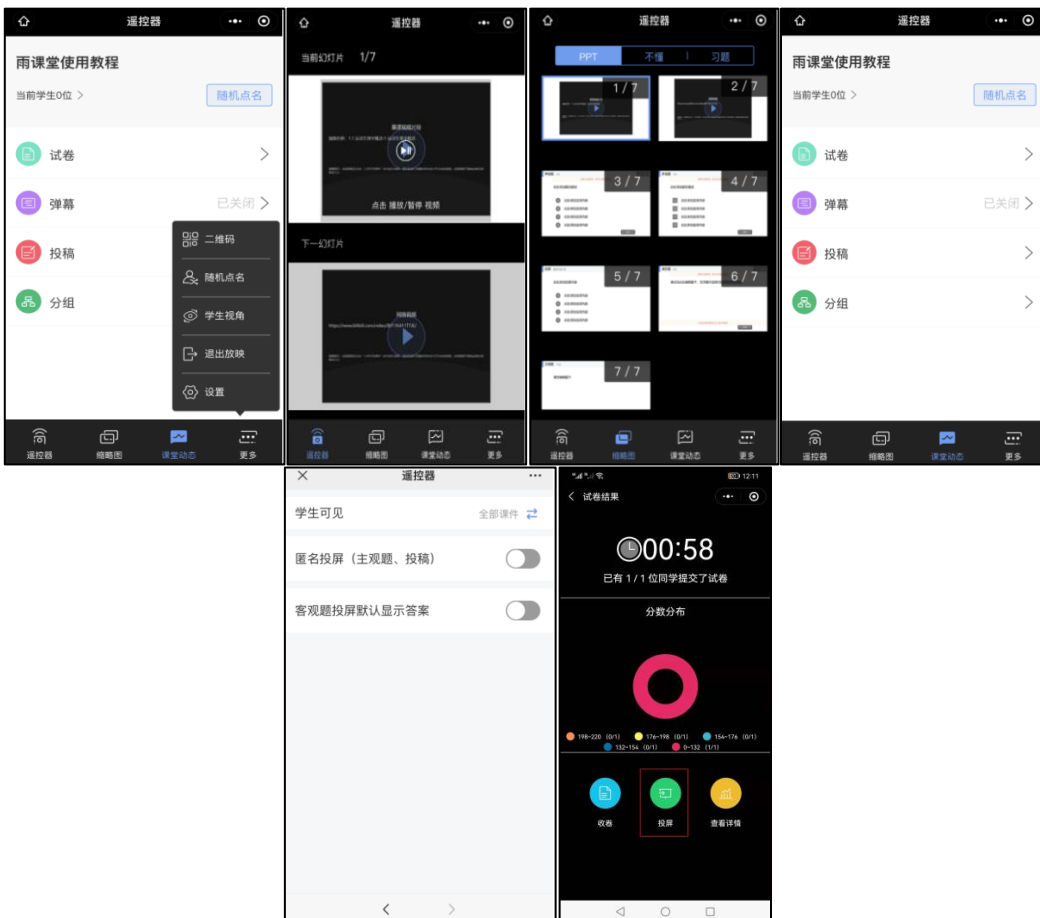 遥控器
雨课堂使用教程
当前学生0位 >
随机点名
试卷
弹幕
已关闭
投稿
分组
二维码
随机点名
学生视角
退出放映
设置
遥控器
缩略图
课堂动态
更多
遥控器
当前幻灯片 1/7
点击 播放/暂停 视频
下一幻灯片
遥控器
缩略图
课堂动态
更多
遥控器
PPT
不懂
习题
1/7
2/7
3/7
4/7
5/7
6/7
7/7
遥控器
缩略图
课堂动态
更多
遥控器
雨课堂使用教程
当前学生0位 >
随机点名
试卷
弹幕
已关闭
投稿
分组
遥控器
缩略图
课堂动态
更多
遥控器
学生可见
全部课件
匿名投屏（主观题、投稿）
客观题投屏默认显示答案
12:11
试卷结果
00:58
已有 1/1 位同学提交了试卷
分数分布
198-220 (0/1) 176-198 (0/1) 154-176 (0/1)
132-154 (0/1) 0-132 (1/1)
收卷
投屏
查看详情